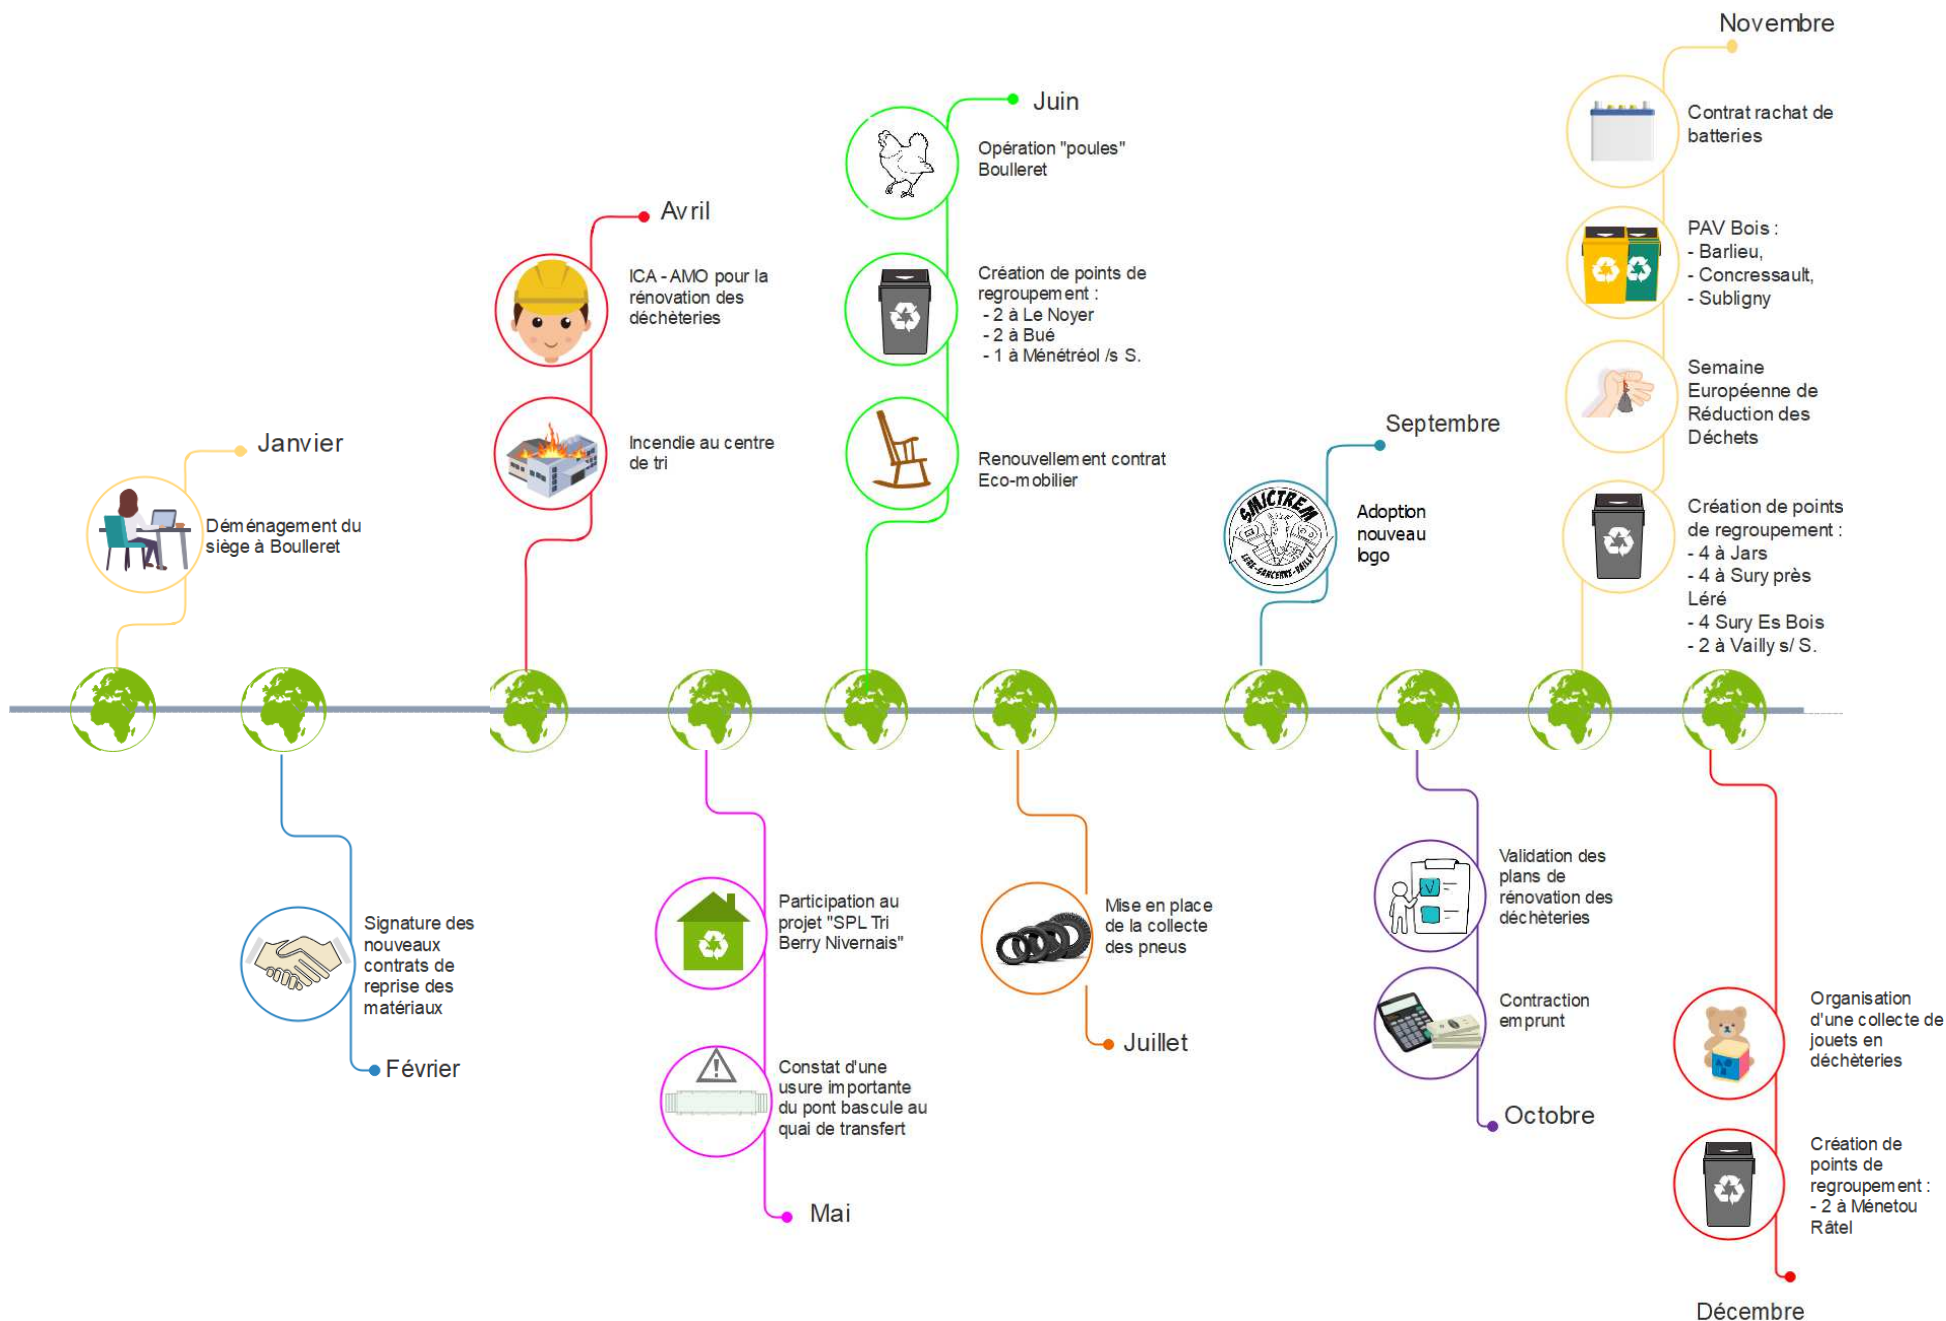 Janvier
Déménagement du
siège à Boulleret
Signature des
nouveaux
contrats de
reprise des
matériaux
Février
Avril
ICA - AMO pour la
rénovation des
déchèteries
Incendie au centre
de tri
Participation au
projet "SPL Tri
Berry Nivernais"
Constat d'une
usure importante
du pont bascule au
quai de transfert
Mai
Juin
Opération "poules"
Boulleret
Création de points de
regroupement :
- 2 à Le Noyer
- 2 à Bué
- 1 à Ménétréol /s S.
Renouvellement contrat
Eco-mobilier
Mise en place
de la collecte
des pneus
Juillet
Septembre
SMICTREM
LERE-SANCERRE-VAILLY
Adoption
nouveau
logo
Validation des
plans de
rénovation des
déchèteries
Contraction
emprunt
Octobre
Novembre
Contrat rachat de
batteries
PAV Bois :
- Barlieu,
- Concressault,
- Subligny
Semaine
Européenne de
Réduction des
Déchets
Création de points
de regroupement :
- 4 à Jars
- 4 à Sury près
Léré
- 4 Sury Es Bois
- 2 à Vailly s/ S.
Organisation
d'une collecte de
jouets en
déchèteries
Création de
points de
regroupement :
- 2 à Ménetou
Râtel
Décembre